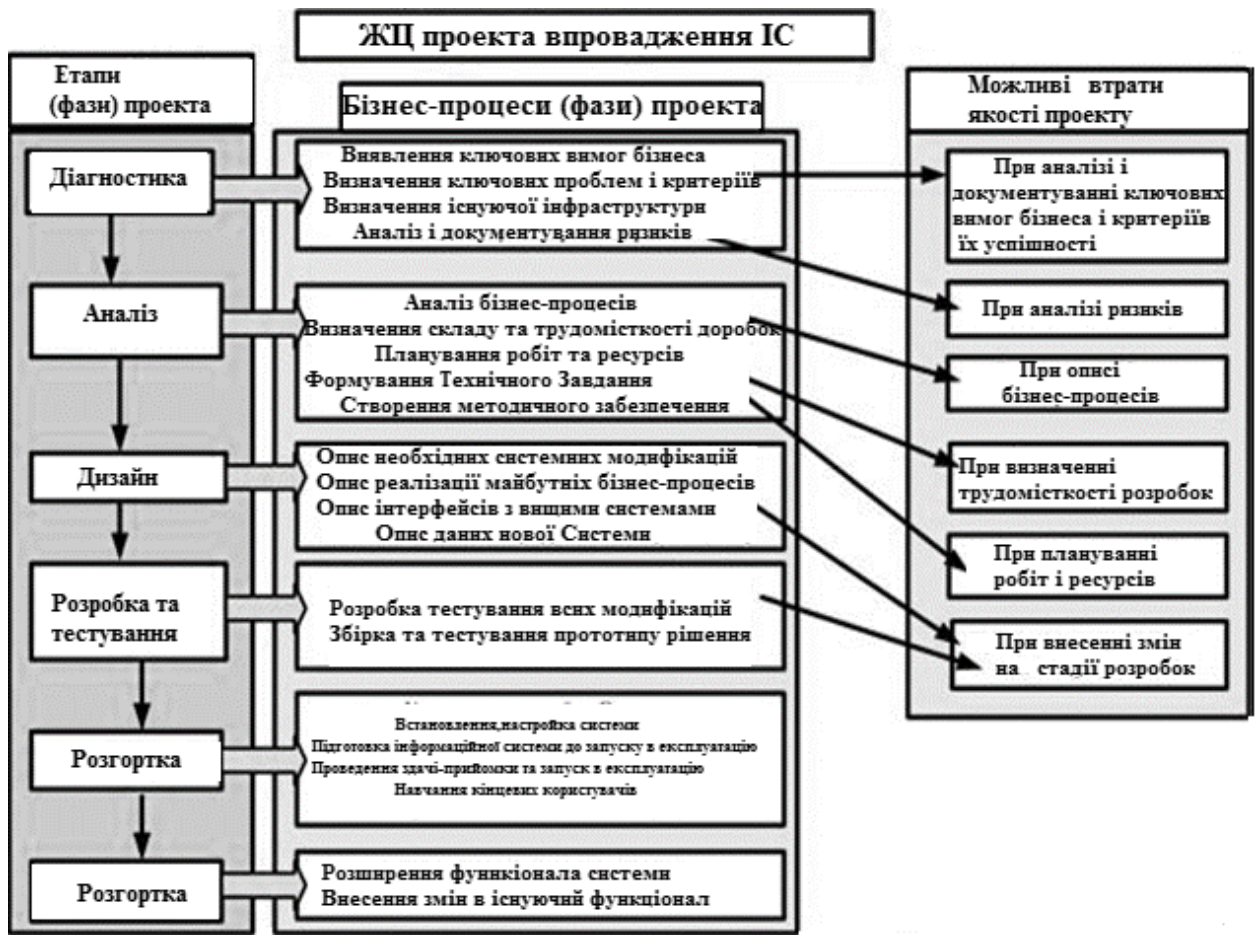 ЖЦ проекта впровадження ІС
Етапи
(фази) проекта
Бізнес-процеси (фази) проекта
Можливі втрати
якості проекту
Діагностика
Виявлення ключових вимог бізнеса
Визначення ключових проблем і критеріїв
Визначення існуючої інфраструктури
Аналіз і документування ризиків
При аналізі і
документуванні ключових
вимог бізнеса і критеріїв
їх успішності
Аналіз
Аналіз бізнес-процесів
Визначення складу та трудомісткості доробок
Планування робіт та ресурсів
Формування Технічного Завдання
Створення методичного забезпечення
При аналізі ризиків
При описі
бізнес-процесів
Дизайн
Опис необхідних системних модифікацій
Опис реалізації майбутніх бізнес-процесів
Опис інтерфейсів з вищими системами
Опис даних нової Системи
При визначенні
трудомісткості розробок
При плануванні
робіт і ресурсів
Розробка та
тестування
Розробка тестування всих модифікацій
Збірка та тестування прототипу рішення
При внесенні змін
на стадії розробок
Розгортка
Встановлення,настройка системи
Підготовка інформаційної системи до запуску в експлуатацію
Проведення здачі-прийомки та запуск в експлуатацію
Навчання кінцевих користувачів
Розгортка
Розширення функкіонала системи
Внесення змін в існуючий функціонал